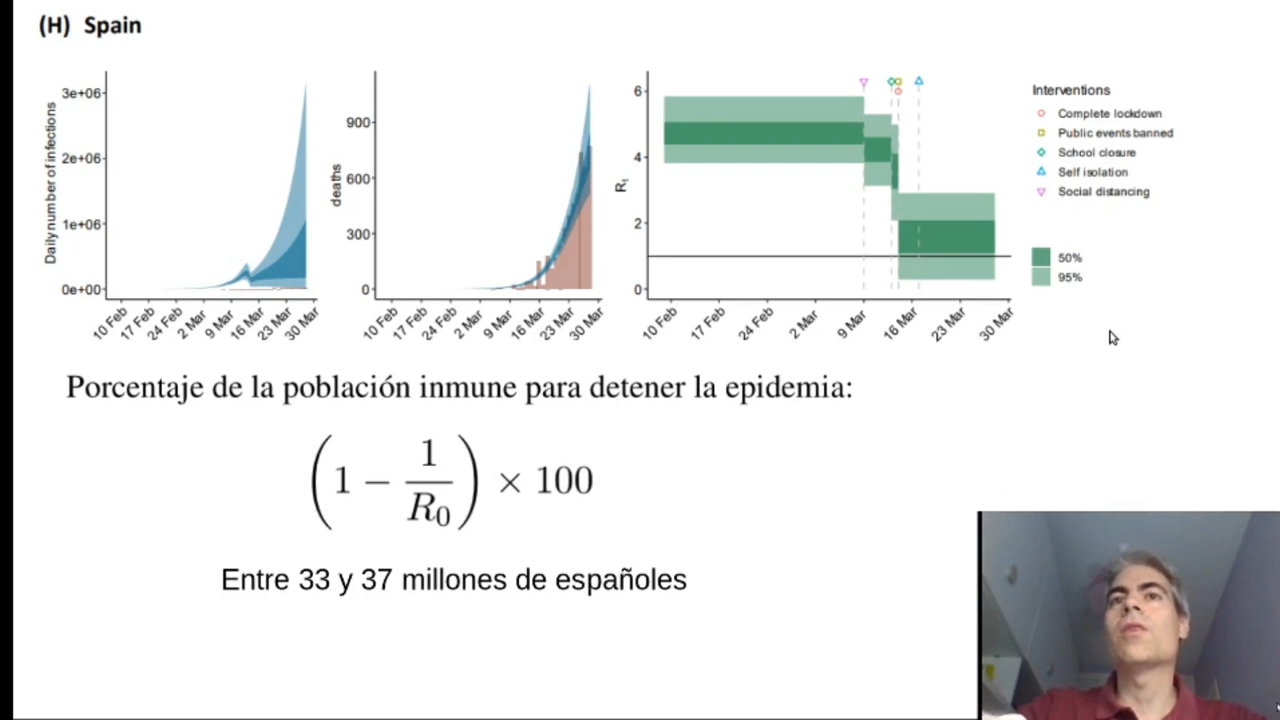 (H) Spain
Daily number of infections
3e+06
2e+06
1e+06
0e+00
10 Feb
17 Feb
24 Feb
2 Mar
9 Mar
16 Mar
23 Mar
30 Mar
deaths
900
600
300
0
10 Feb
17 Feb
24 Feb
2 Mar
9 Mar
16 Mar
23 Mar
30 Mar
Rt
6
4
2
0
10 Feb
17 Feb
24 Feb
2 Mar
9 Mar
16 Mar
23 Mar
30 Mar
Interventions
Complete lockdown
Public events banned
School closure
Self isolation
Social distancing
50%
95%
Porcentaje de la población inmune para detener la epidemia:
(1 − 1/R₀) × 100
Entre 33 y 37 millones de españoles